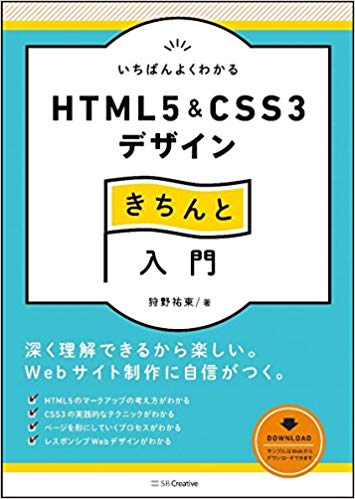 いちばんよくわかる
HTML5&CSS3
デザイン
きちんと
入門
狩野祐東/著
深く理解できるから楽しい。
Webサイト制作に自信がつく。
HTML5のマークアップの考え方がわかる
CSS3の実践的なテクニックがわかる
ページを形にしていくプロセスがわかる
レスポンシブWebデザインがわかる
DOWNLOAD
サンプルはWebから
ダウンロードできます
SB Creative